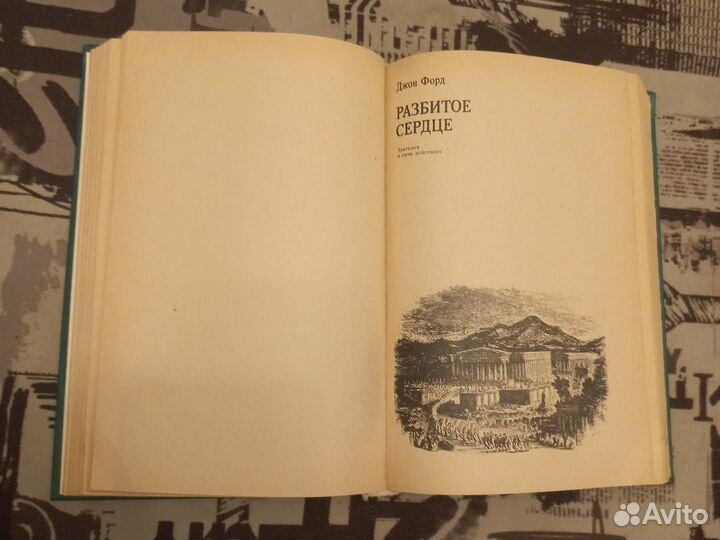 Джон Форд
РАЗБИТОЕ
СЕРДЦЕ
Трагедия
в пяти действиях
Avito